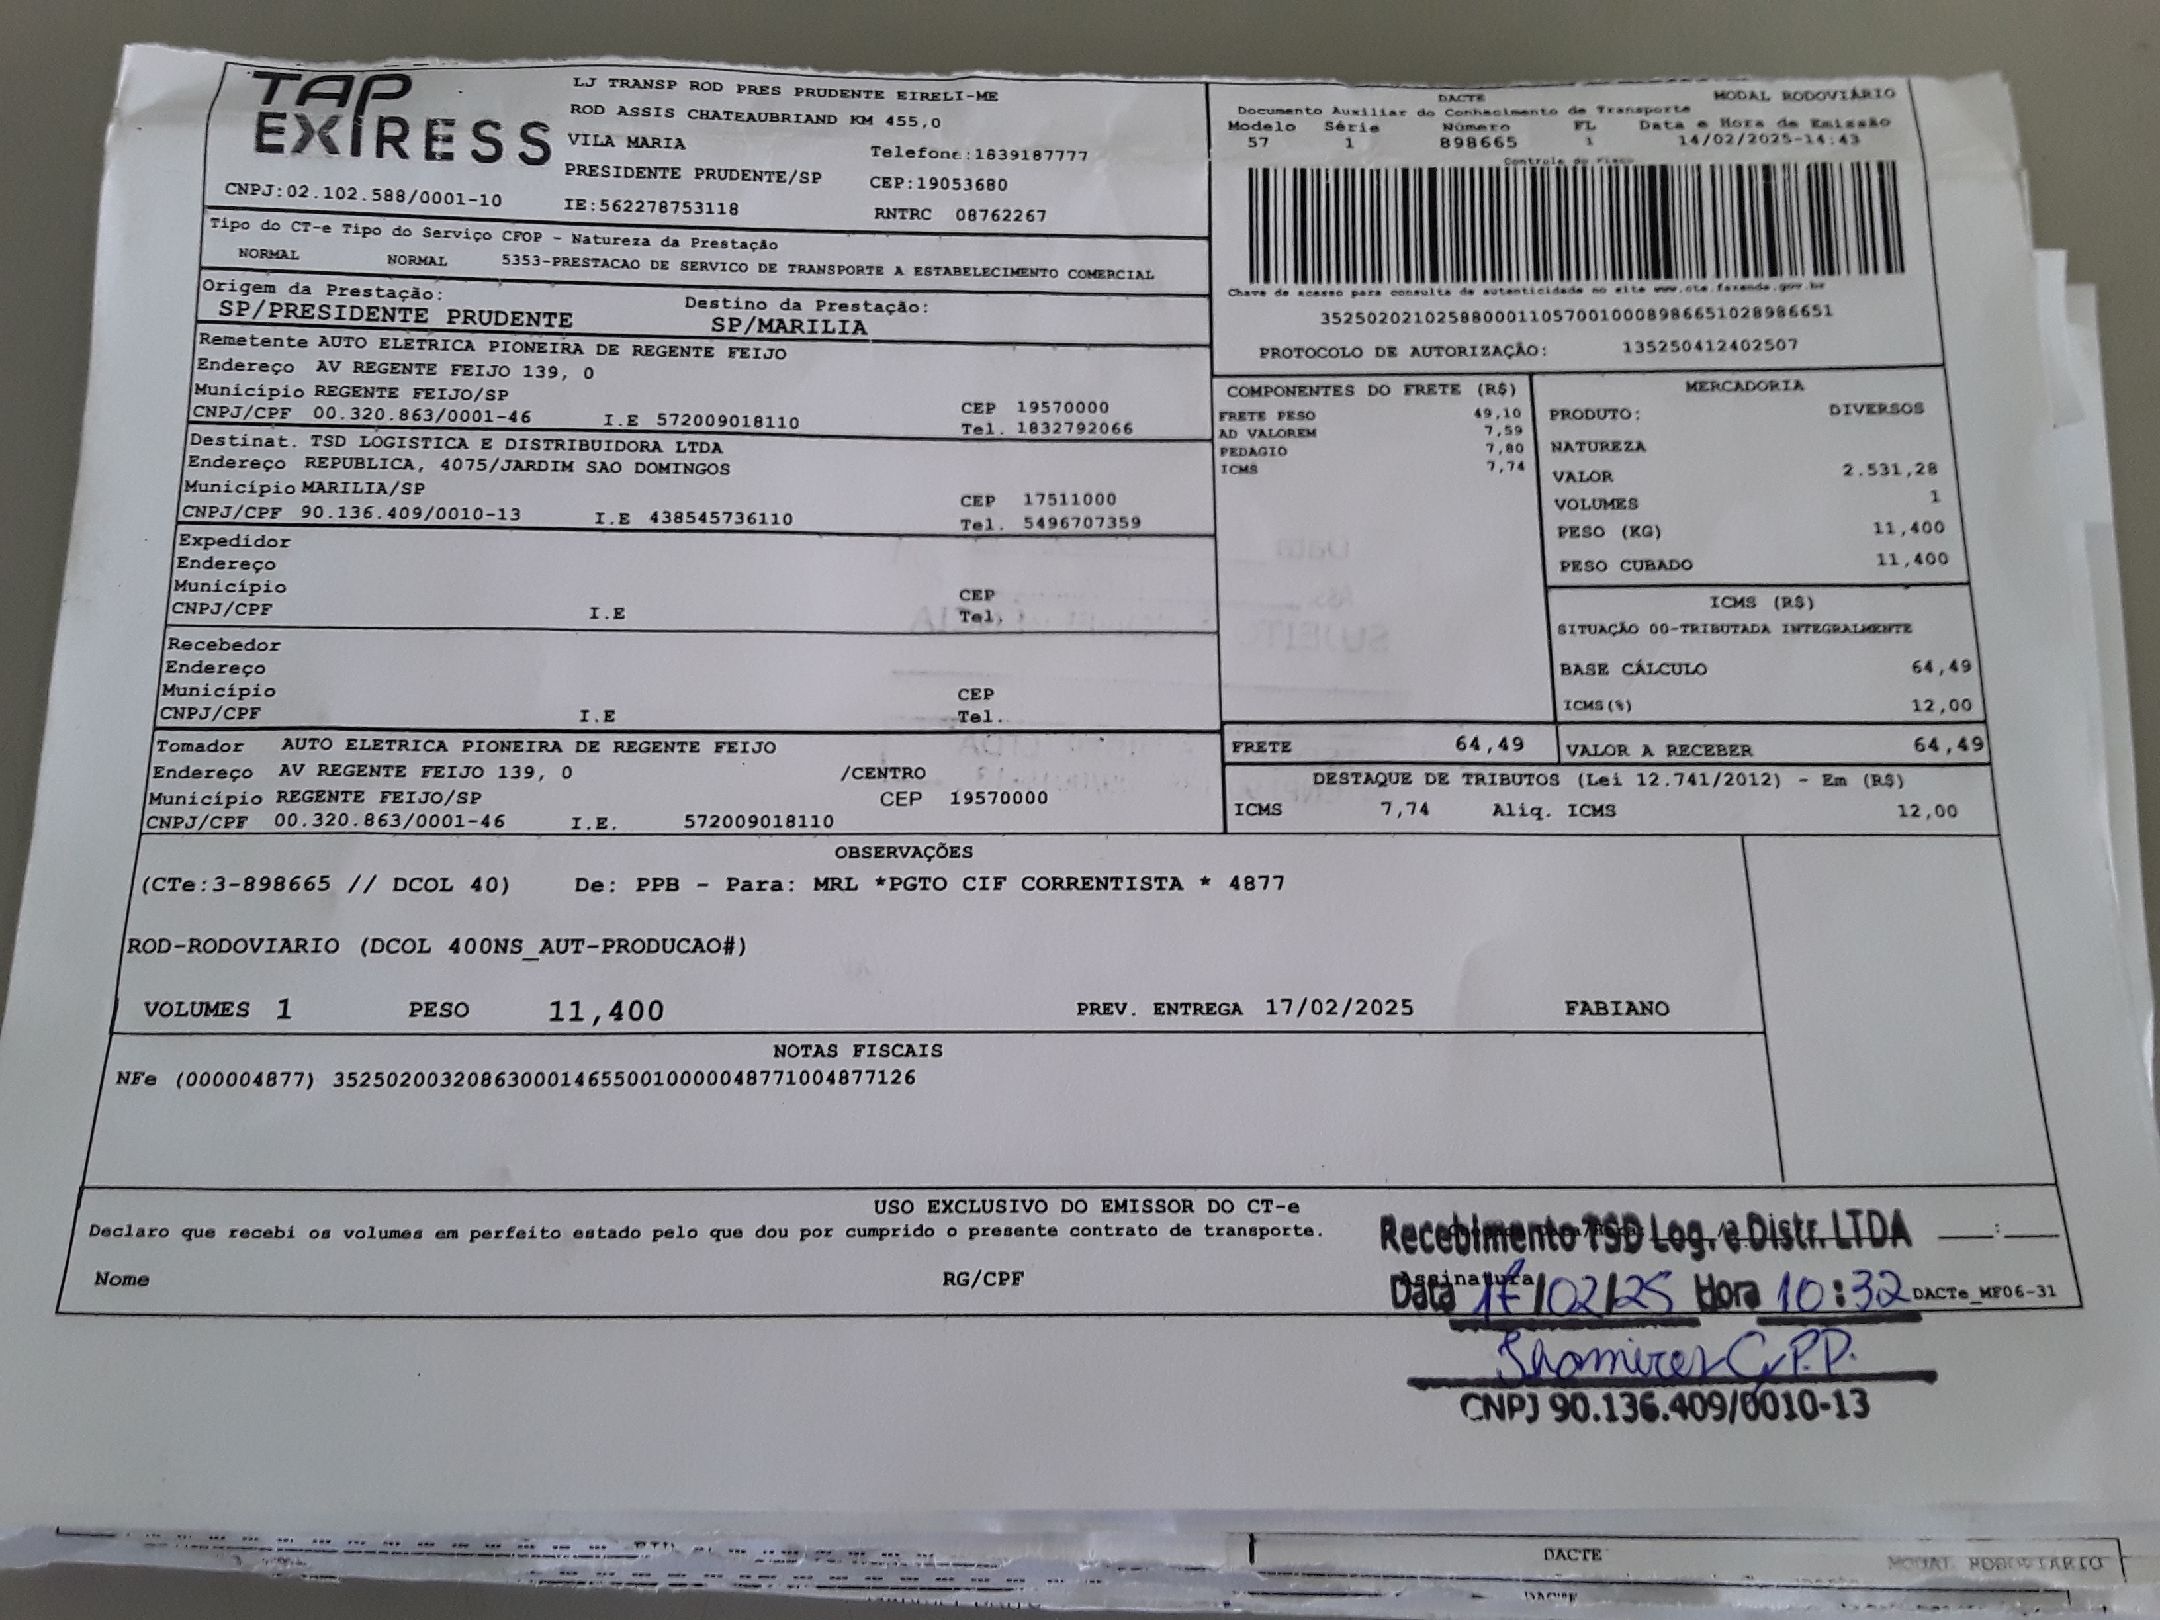 TAP EXIRESS
LJ TRANSP ROD PRES PRUDENTE EIRELI-ME
ROD ASSIS CHATEAUBRIAND KM 455,0
VILA MARIA Telefone:1839187777
PRESIDENTE PRUDENTE/SP CEP:19053680
CNPJ:02.102.588/0001-10 IE:562278753118 RNTRC 08762267
DACTE MODAL RODOVIÁRIO
Documento Auxiliar do Conhecimento de Transporte
Modelo Série Número FL Data e Hora de Emissão
57 1 898665 1 14/02/2025-14:43
Controle do Fisco
Chave de acesso para consulta de autenticidade no site www.cte.fazenda.gov.br
35250202102588000110570010008986651028986651
PROTOCOLO DE AUTORIZAÇÃO: 135250412402507
Tipo do CT-e Tipo do Serviço CFOP - Natureza da Prestação
NORMAL NORMAL 5353-PRESTACAO DE SERVICO DE TRANSPORTE A ESTABELECIMENTO COMERCIAL
Origem da Prestação: Destino da Prestação:
SP/PRESIDENTE PRUDENTE SP/MARILIA
Remetente AUTO ELETRICA PIONEIRA DE REGENTE FEIJO
Endereço AV REGENTE FEIJO 139, 0
Município REGENTE FEIJO/SP CEP 19570000
CNPJ/CPF 00.320.863/0001-46 I.E 572009018110 Tel. 1832792066
Destinat. TSD LOGISTICA E DISTRIBUIDORA LTDA
Endereço REPUBLICA, 4075/JARDIM SAO DOMINGOS
Município MARILIA/SP CEP 17511000
CNPJ/CPF 90.136.409/0010-13 I.E 438545736110 Tel. 5496707359
Expedidor
Endereço
Município CEP
CNPJ/CPF I.E Tel.
Recebedor
Endereço
Município CEP
CNPJ/CPF I.E Tel.
Tomador AUTO ELETRICA PIONEIRA DE REGENTE FEIJO
Endereço AV REGENTE FEIJO 139, 0 /CENTRO
Município REGENTE FEIJO/SP CEP 19570000
CNPJ/CPF 00.320.863/0001-46 I.E. 572009018110
COMPONENTES DO FRETE (R$)
FRETE PESO 49,10
AD VALOREM 7,59
PEDAGIO 7,80
ICMS 7,74
MERCADORIA
PRODUTO: DIVERSOS
NATUREZA
VALOR 2.531,28
VOLUMES 1
PESO (KG) 11,400
PESO CUBADO 11,400
ICMS (R$)
SITUAÇÃO 00-TRIBUTADA INTEGRALMENTE
BASE CÁLCULO 64,49
ICMS(%) 12,00
FRETE 64,49 VALOR A RECEBER 64,49
DESTAQUE DE TRIBUTOS (Lei 12.741/2012) - Em (R$)
ICMS 7,74 Aliq. ICMS 12,00
OBSERVAÇÕES
(CTe:3-898665 // DCOL 40) De: PPB - Para: MRL *PGTO CIF CORRENTISTA * 4877
ROD-RODOVIARIO (DCOL 400NS_AUT-PRODUCAO#)
VOLUMES 1 PESO 11,400 PREV. ENTREGA 17/02/2025 FABIANO
NOTAS FISCAIS
NFe (000004877) 35250200320863000146550010000048771004877126
USO EXCLUSIVO DO EMISSOR DO CT-e
Declaro que recebi os volumes em perfeito estado pelo que dou por cumprido o presente contrato de transporte.
Nome RG/CPF Assinatura DACTe_MF06-31
Recebimento TSD Log. e Distr. LTDA
Data 17/02/25 Hora 10:32
CNPJ 90.136.409/0010-13
DACTE MODAL RODOVIÁRIO
DACTE